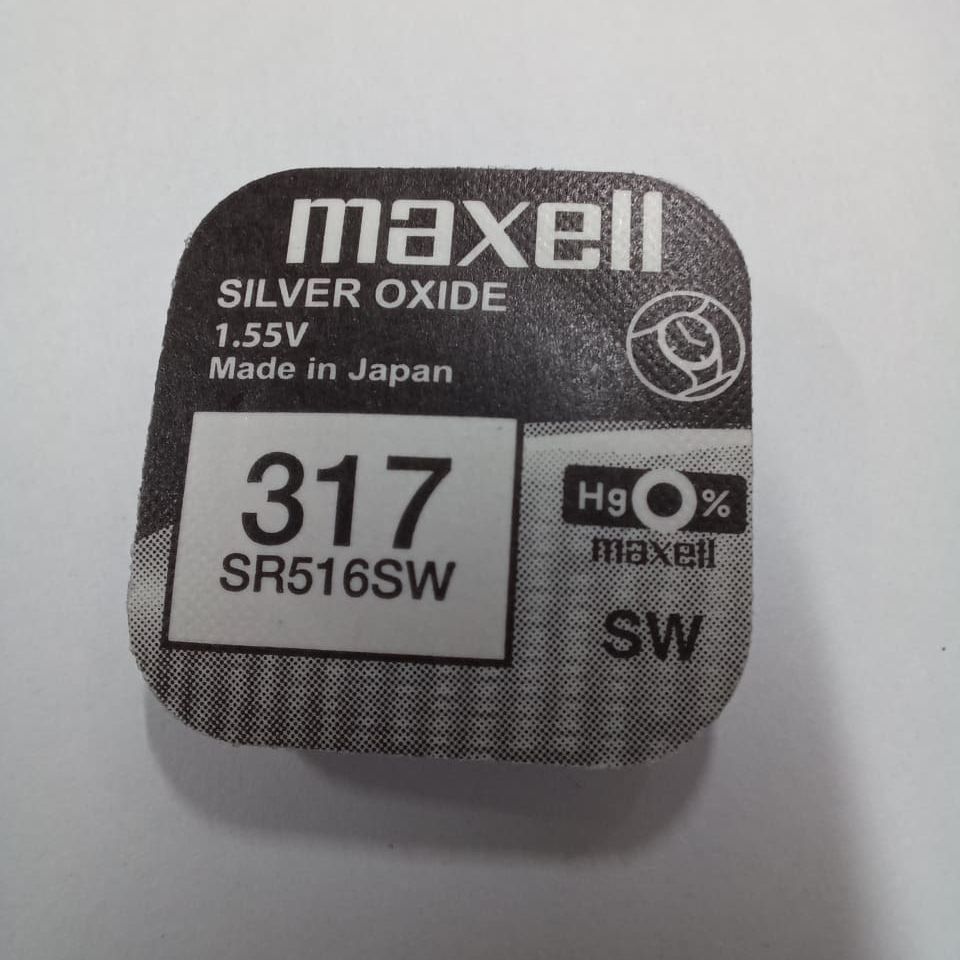 maxell
SILVER OXIDE
1.55V
Made in Japan
317
SR516SW
Hg0%
maxell
SW